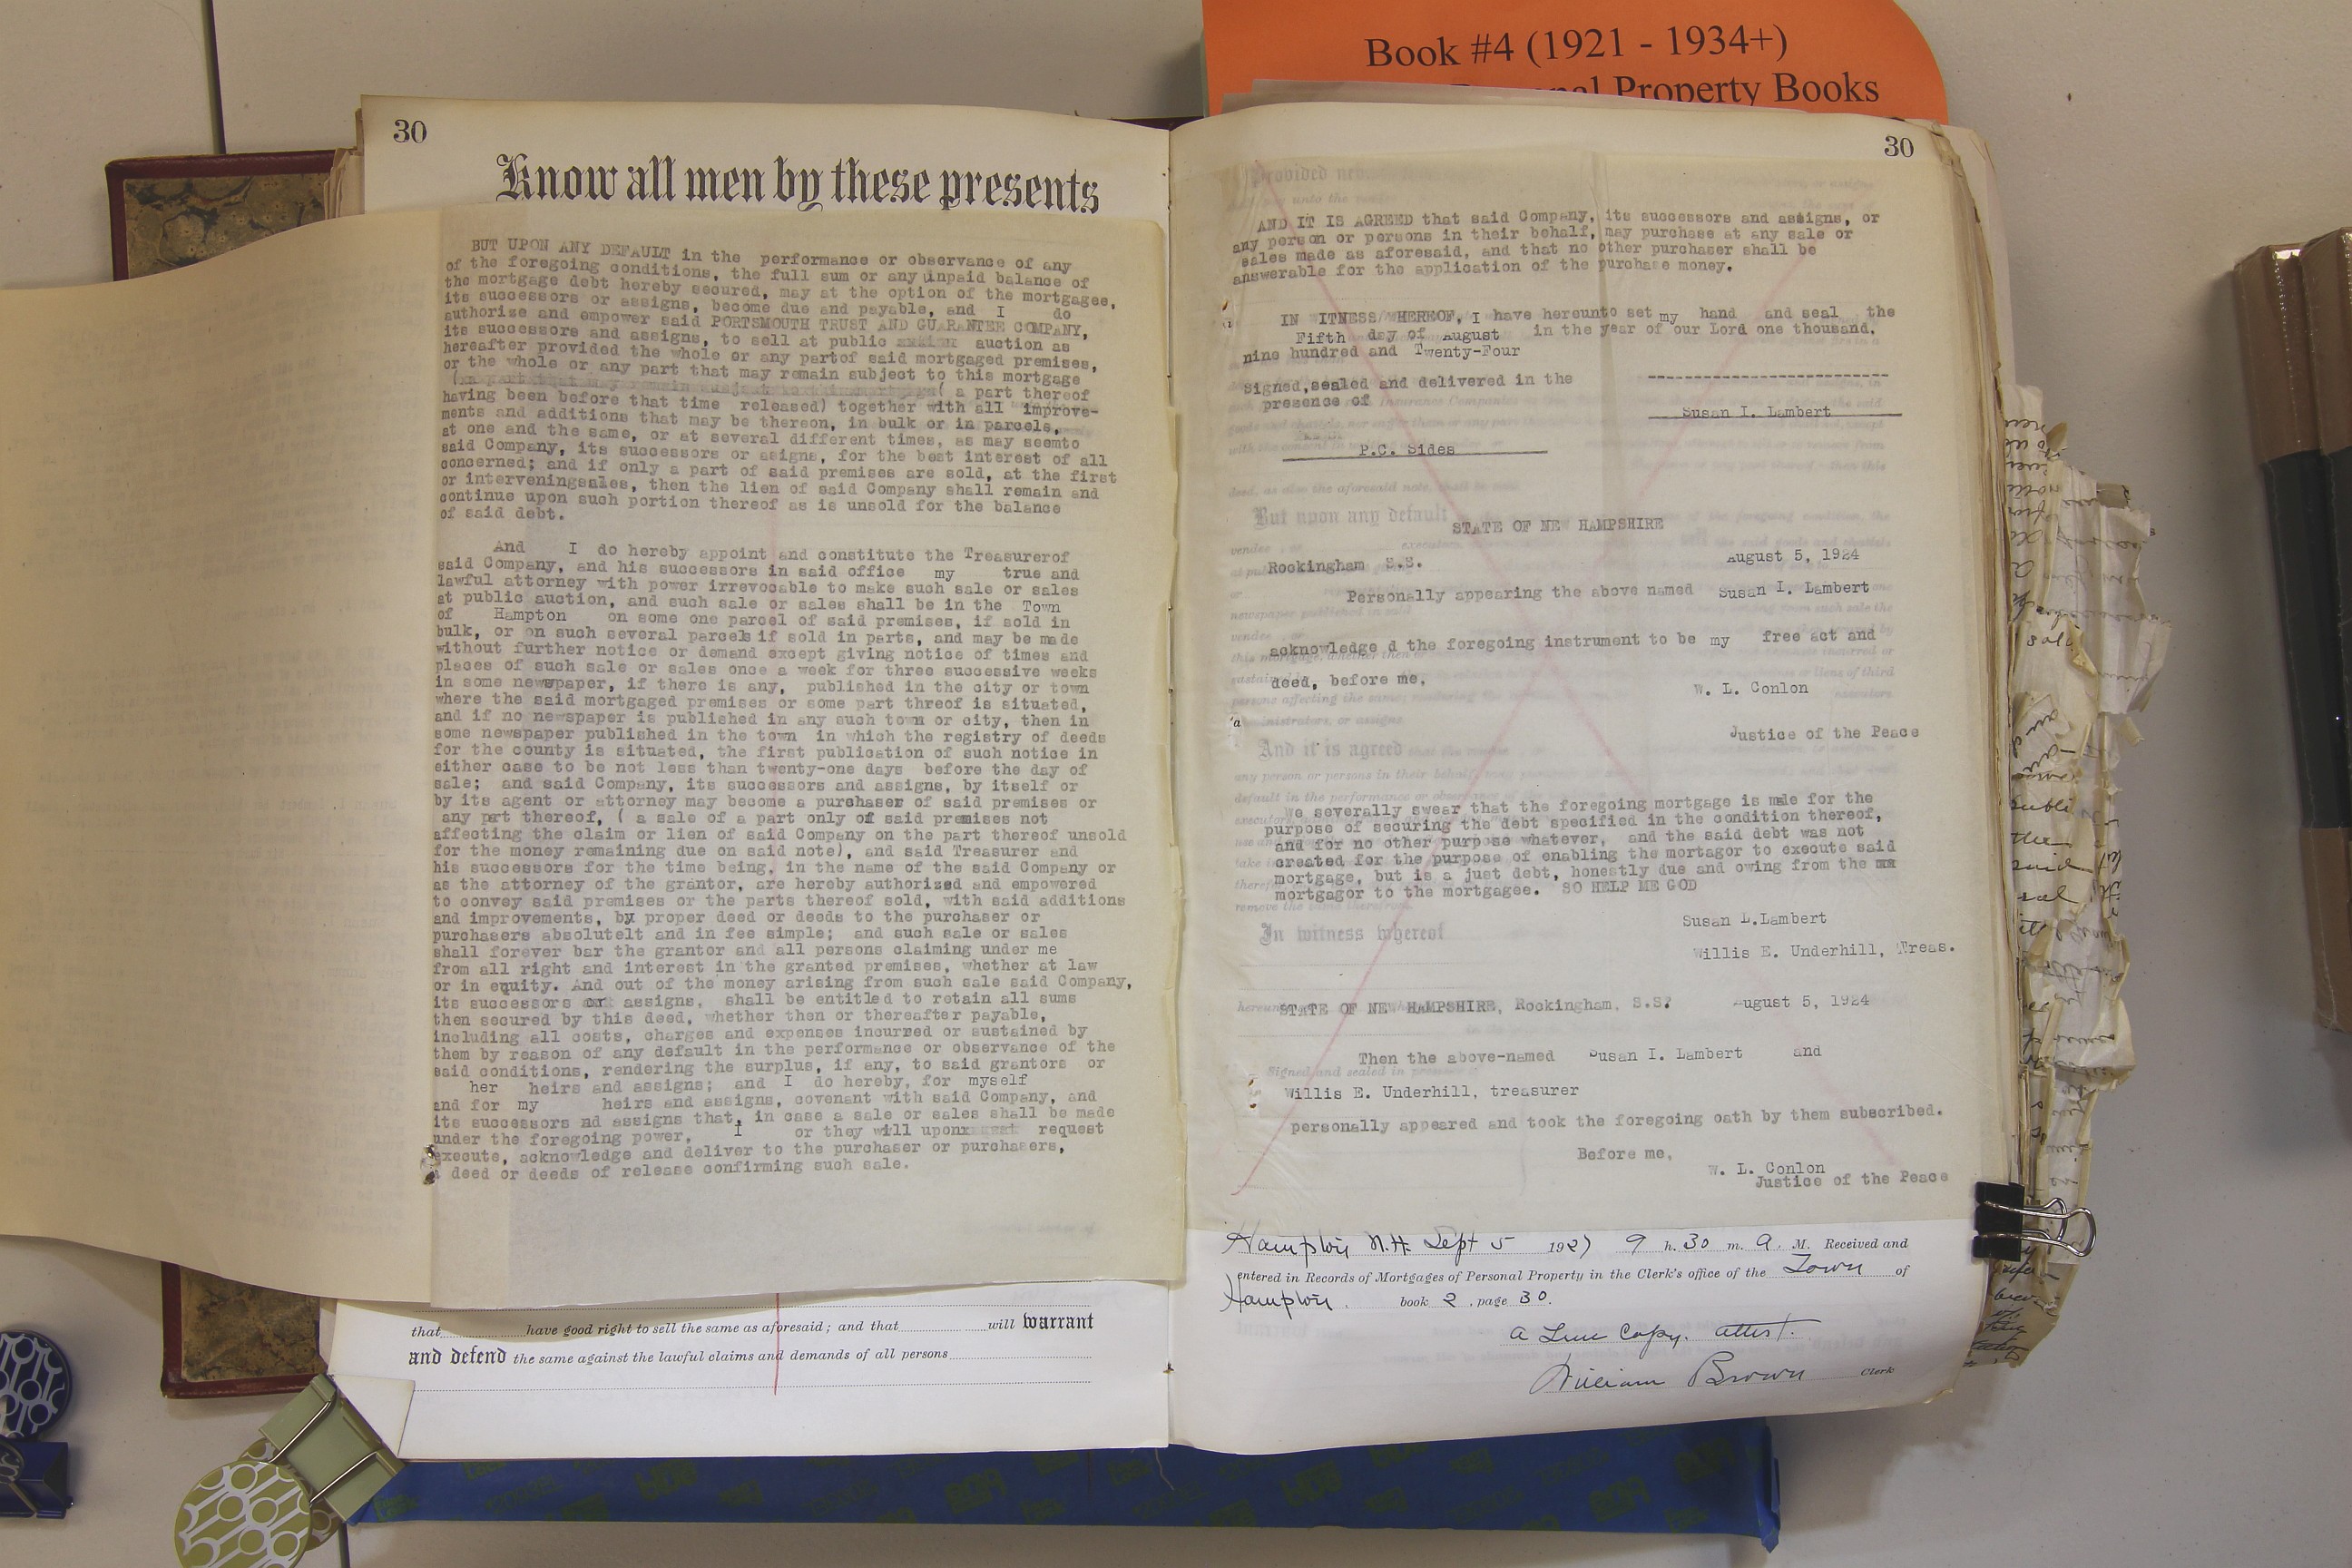 Book #4 (1921 - 1934+)
Personal Property Books
30
Know all men by these presents
BUT UPON ANY DEFAULT in the performance or observance of any
of the foregoing conditions, the full sum or any unpaid balance of
the mortgage debt hereby secured, may at the option of the mortgagee,
its successors or assigns, become due and payable, and I do
authorize and empower said PORTSMOUTH TRUST AND GUARANTEE COMPANY,
its successors and assigns, to sell at public auction as
hereafter provided the whole or any partof said mortgaged premises,
or the whole or any part that may remain subject to this mortgage
( a part thereof
having been before that time released) together with all improve-
ments and additions that may be thereon, in bulk or in parcels,
at one and the same, or at several different times, as may seemto
said Company, its successors or asigns, for the best interest of all
concerned; and if only a part of said premises are sold, at the first
or interveningsales, then the lien of said Company shall remain and
continue upon such portion thereof as is unsold for the balance
of said debt.
And I do hereby appoint and constitute the Treasurerof
said Company, and his successors in said office my true and
lawful attorney with power irrevocable to make such sale or sales
at public auction, and such sale or sales shall be in the Town
of Hampton on some one parcel of said premises, if sold in
bulk, or on such several parcels if sold in parts, and may be made
without further notice or demand except giving notice of times and
places of such sale or sales once a week for three successive weeks
in some newspaper, if there is any, published in the city or town
where the said mortgaged premises or some part threof is situated,
and if no newspaper is published in any such town or city, then in
some newspaper published in the town in which the registry of deeds
for the county is situated, the first publication of such notice in
either case to be not less than twenty-one days before the day of
sale; and said Company, its successors and assigns, by itself or
by its agent or attorney may become a purchaser of said premises or
any part thereof, ( a sale of a part only of said premises not
affecting the claim or lien of said Company on the part thereof unsold
for the money remaining due on said note), and said Treasurer and
his successors for the time being, in the name of the said Company or
as the attorney of the grantor, are hereby authorized and empowered
to convey said premises or the parts thereof sold, with said additions
and improvements, by proper deed or deeds to the purchaser or
purchasers absolutelt and in fee simple; and such sale or sales
shall forever bar the grantor and all persons claiming under me
from all right and interest in the granted premises, whether at law
or in equity. And out of the money arising from such sale said Company,
its successors or assigns, shall be entitled to retain all sums
then secured by this deed, whether then or thereafter payable,
including all costs, charges and expenses incurred or sustained by
them by reason of any default in the performance or observance of the
said conditions, rendering the surplus, if any, to said grantors or
her heirs and assigns; and I do hereby, for myself
and for my heirs and assigns, covenant with said Company, and
its successors nd assigns that, in case a sale or sales shall be made
under the foregoing power, I or they will upon request
execute, acknowledge and deliver to the purchaser or purchasers,
a deed or deeds of release confirming such sale.
that have good right to sell the same as aforesaid; and that will warrant
and defend the same against the lawful claims and demands of all persons
30
AND IT IS AGREED that said Company, its successors and assigns, or
any person or persons in their behalf, may purchase at any sale or
sales made as aforesaid, and that no other purchaser shall be
answerable for the application of the purchase money.
IN WITNESS WHEREOF, I have hereunto set my hand and seal the
Fifth day of August in the year of our Lord one thousand,
nine hundred and Twenty-Four
Signed,sealed and delivered in the
presence of
Susan I. Lambert
P.C. Sides
But upon any default
STATE OF NE HAMPSHIRE
Rockingham S.S. August 5, 1924
Personally appearing the above named Susan I. Lambert
acknowledge d the foregoing instrument to be my free act and
deed, before me,
W. L. Conlon
Justice of the Peace
And it is agreed
We severally swear that the foregoing mortgage is made for the
purpose of securing the debt specified in the condition thereof,
and for no other purpose whatever, and the said debt was not
created for the purpose of enabling the mortagor to execute said
mortgage, but is a just debt, honestly due and owing from the
mortgagor to the mortgagee. SO HELP ME GOD
Susan L.Lambert
In witness whereof
Willis E. Underhill, Treas.
STATE OF NEW HAMPSHIRE, Rockingham, S.S. August 5, 1924
Then the above-named Susan I. Lambert and
Willis E. Underhill, treasurer
personally appeared and took the foregoing oath by them subscribed.
Before me,
W. L. Conlon
Justice of the Peace
Hampton N.H. Sept 5 1927 9 h. 30 m. A. M. Received and
entered in Records of Mortgages of Personal Property in the Clerk's office of the Town of
Hampton. book 2, page 30.
A True Copy. Attest.
William Brown Clerk